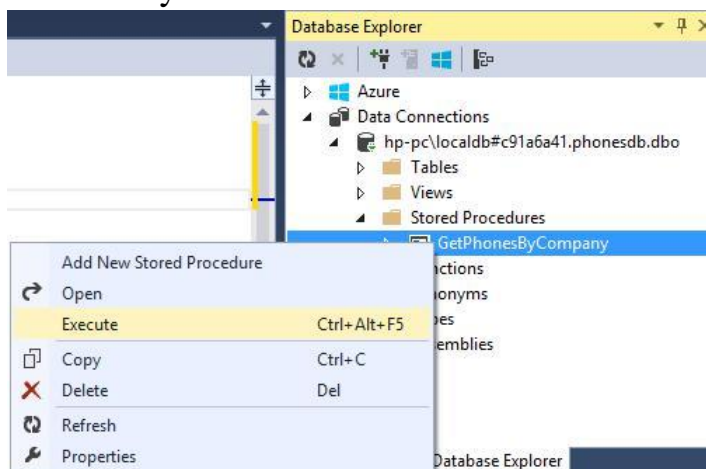 Database Explorer
Azure
Data Connections
hp-pc\localdb#c91a6a41.phonesdb.dbo
Tables
Views
Stored Procedures
GetPhonesByCompany
Add New Stored Procedure
Open
Execute Ctrl+Alt+F5
Copy Ctrl+C
Delete Del
Refresh
Properties
Database Explorer